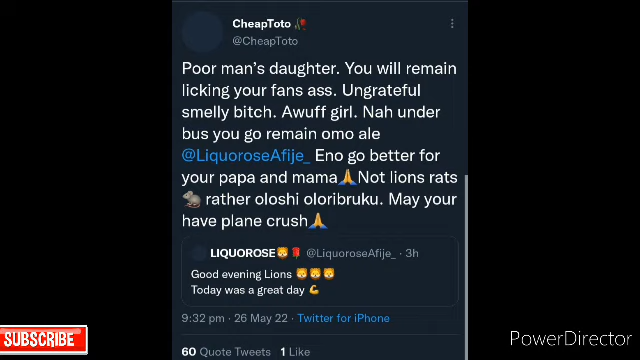 CheapToto🥀
@CheapToto
Poor man's daughter. You will remain
licking your fans ass. Ungrateful
smelly bitch. Awuff girl. Nah under
bus you go remain omo ale
@LiquoroseAfije_ Eno go better for
your papa and mama🙏Not lions rats
🐀 rather oloshi oloribruku. May your
have plane crush🙏
LIQUOROSE🦁🌹 @LiquoroseAfije_ · 3h
Good evening Lions 🦁🦁🦁
Today was a great day 💪
9:32 pm · 26 May 22 · Twitter for iPhone
60 Quote Tweets 1 Like
SUBSCRIBE
PowerDirector